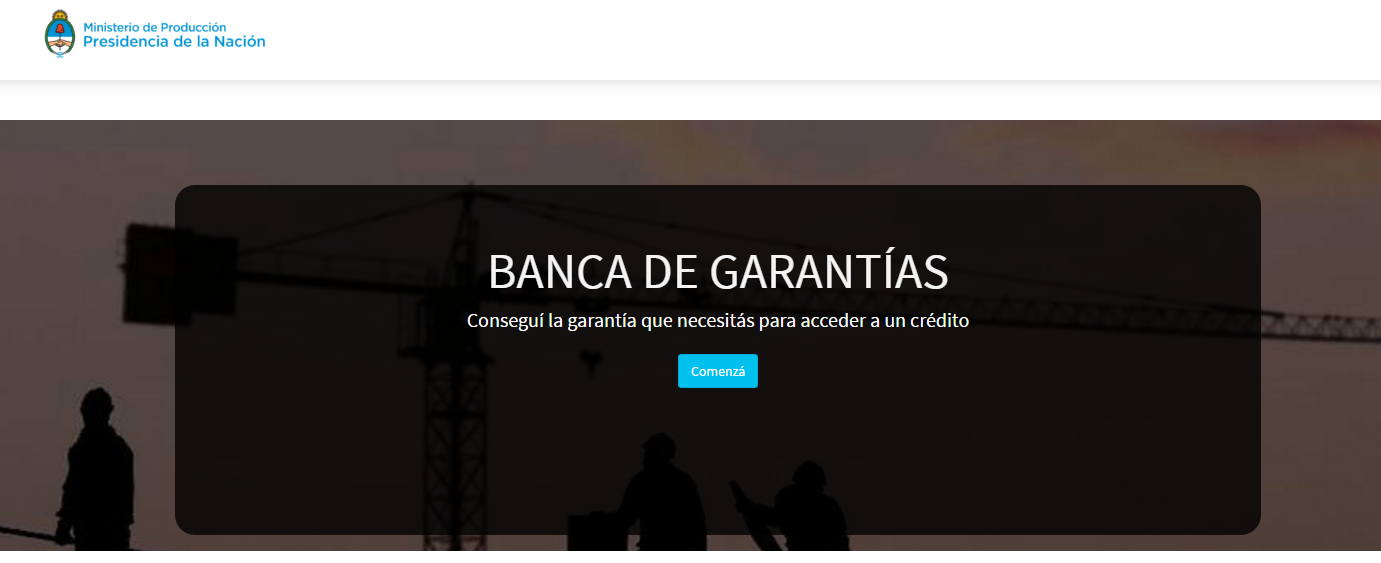 Ministerio de Producción
Presidencia de la Nación
BANCA DE GARANTÍAS
Conseguí la garantía que necesitás para acceder a un crédito
Comenzá